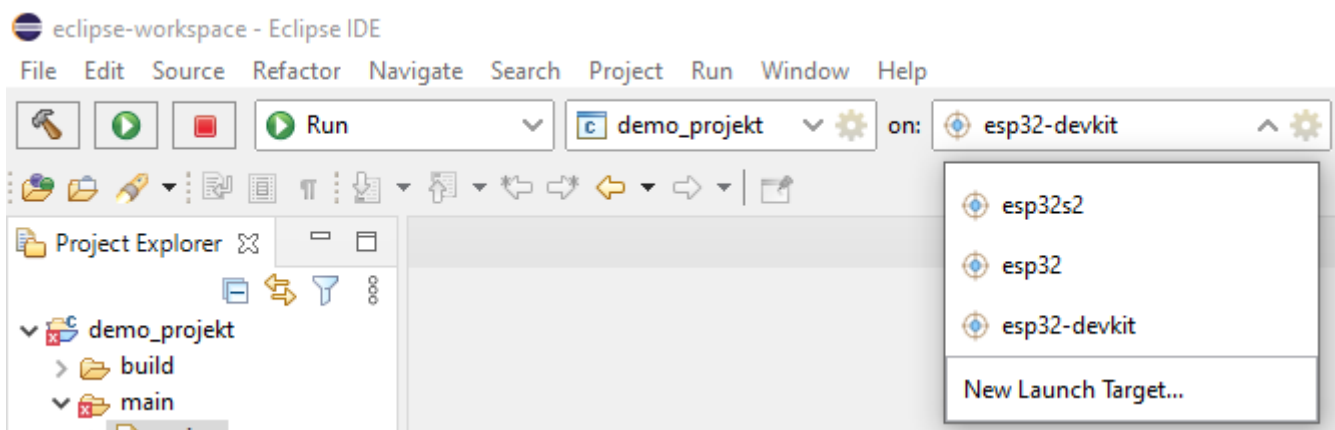 eclipse-workspace - Eclipse IDE
File Edit Source Refactor Navigate Search Project Run Window Help
Run demo_projekt on: esp32-devkit
esp32s2
Project Explorer
esp32
demo_projekt
esp32-devkit
build
New Launch Target...
main